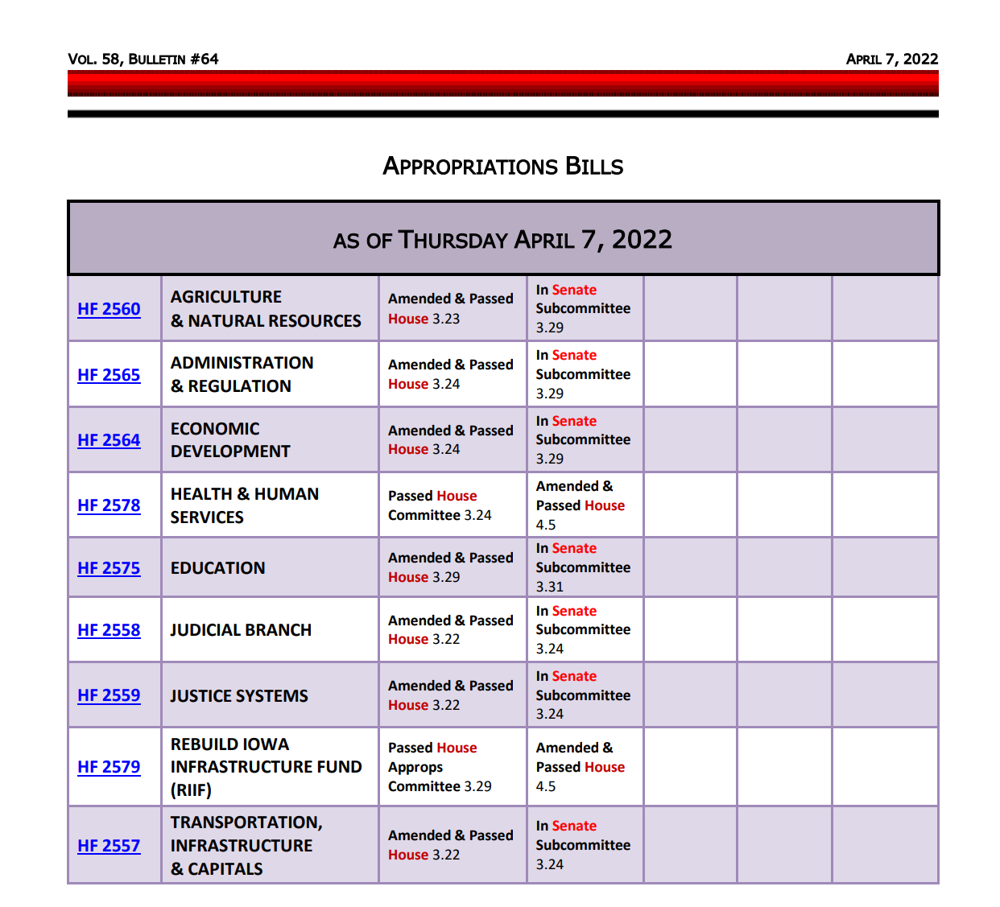 VOL. 58, BULLETIN #64
APRIL 7, 2022
APPROPRIATIONS BILLS
AS OF THURSDAY APRIL 7, 2022
HF 2560
AGRICULTURE
& NATURAL RESOURCES
Amended & Passed
House 3.23
In Senate
Subcommittee
3.29
HF 2565
ADMINISTRATION
& REGULATION
Amended & Passed
House 3.24
In Senate
Subcommittee
3.29
HF 2564
ECONOMIC
DEVELOPMENT
Amended & Passed
House 3.24
In Senate
Subcommittee
3.29
HF 2578
HEALTH & HUMAN
SERVICES
Passed House
Committee 3.24
Amended &
Passed House
4.5
HF 2575
EDUCATION
Amended & Passed
House 3.29
In Senate
Subcommittee
3.31
HF 2558
JUDICIAL BRANCH
Amended & Passed
House 3.22
In Senate
Subcommittee
3.24
HF 2559
JUSTICE SYSTEMS
Amended & Passed
House 3.22
In Senate
Subcommittee
3.24
HF 2579
REBUILD IOWA
INFRASTRUCTURE FUND
(RIIF)
Passed House
Approps
Committee 3.29
Amended &
Passed House
4.5
HF 2557
TRANSPORTATION,
INFRASTRUCTURE
& CAPITALS
Amended & Passed
House 3.22
In Senate
Subcommittee
3.24